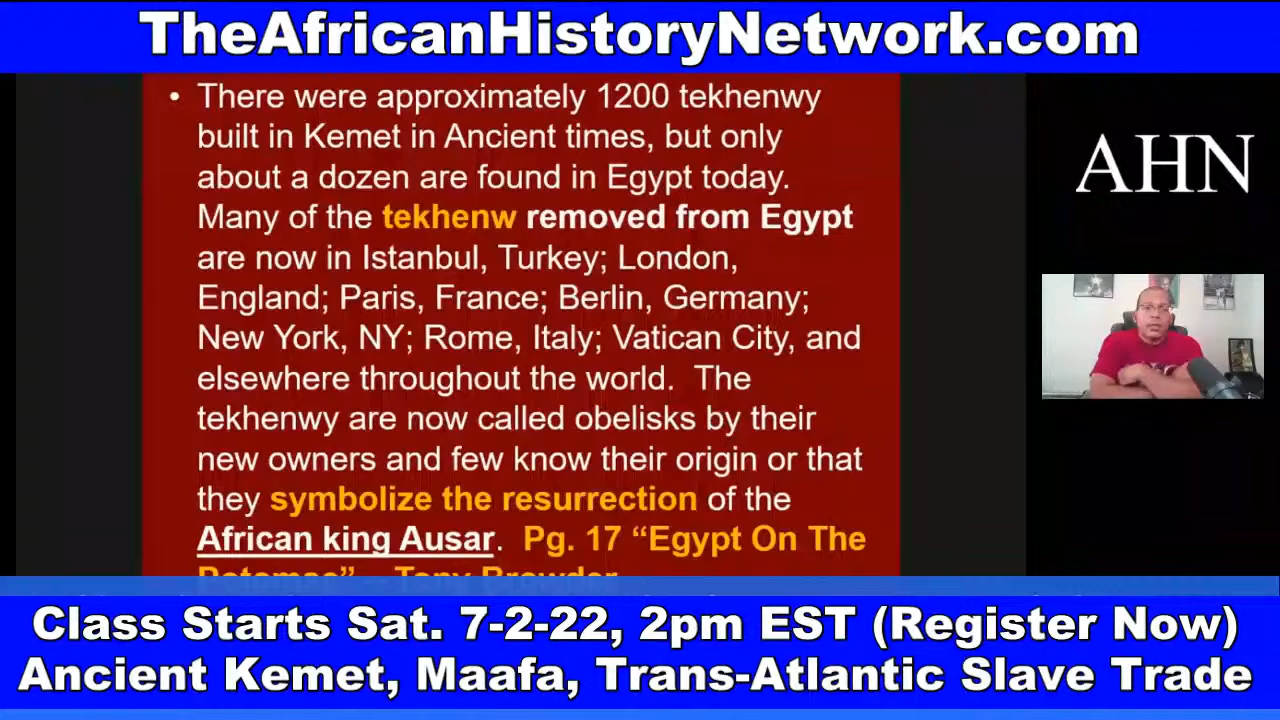 TheAfricanHistoryNetwork.com
• There were approximately 1200 tekhenwy
built in Kemet in Ancient times, but only
about a dozen are found in Egypt today.
Many of the tekhenw removed from Egypt
are now in Istanbul, Turkey; London,
England; Paris, France; Berlin, Germany;
New York, NY; Rome, Italy; Vatican City, and
elsewhere throughout the world. The
tekhenwy are now called obelisks by their
new owners and few know their origin or that
they symbolize the resurrection of the
African king Ausar. Pg. 17 “Egypt On The
Potomac” – Tony Browder
AHN
Class Starts Sat. 7-2-22, 2pm EST (Register Now)
Ancient Kemet, Maafa, Trans-Atlantic Slave Trade